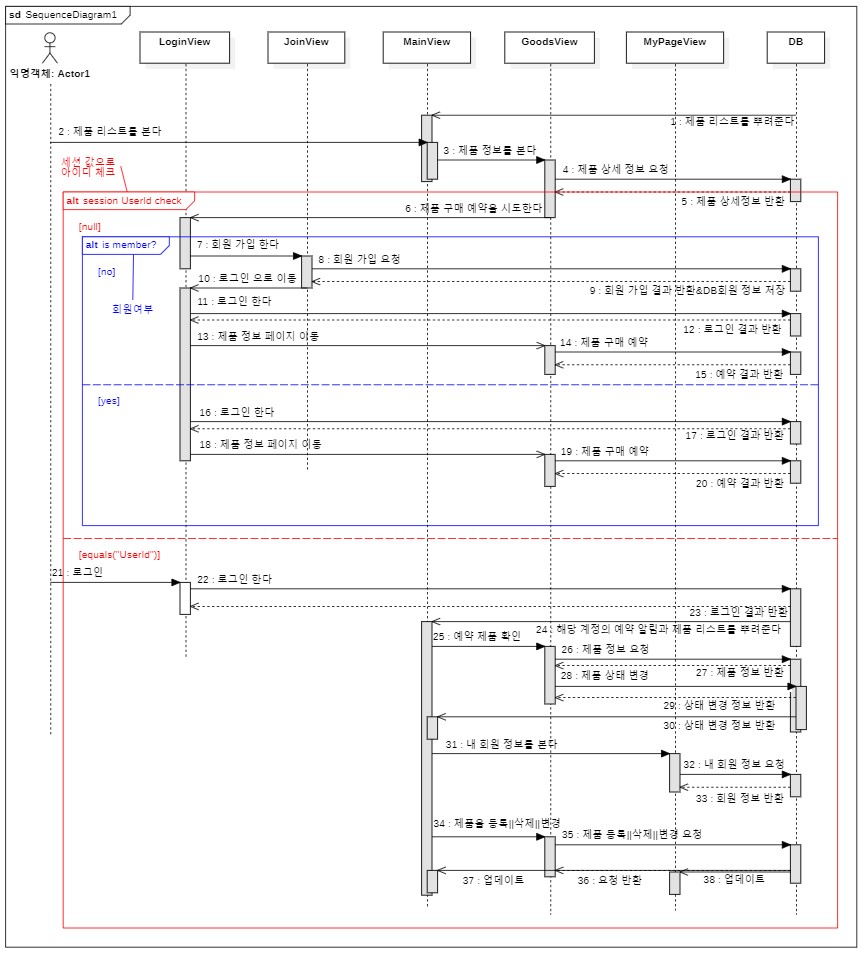 sd SequenceDiagram1
LoginView
JoinView
MainView
GoodsView
MyPageView
DB
익명객체: Actor1
1 : 제품 리스트를 뿌려준다
2 : 제품 리스트를 본다
3 : 제품 정보를 본다
4 : 제품 상세 정보 요청
세션 값으로
아이디 체크
5 : 제품 상세정보 반환
alt session UserId check
6 : 제품 구매 예약을 시도한다
[null]
alt is member?
7 : 회원 가입 한다
8 : 회원 가입 요청
[no]
10 : 로그인 으로 이동
9 : 회원 가입 결과 반환&DB회원 정보 저장
11 : 로그인 한다
회원여부
12 : 로그인 결과 반환
13 : 제품 정보 페이지 이동
14 : 제품 구매 예약
15 : 예약 결과 반환
[yes]
16 : 로그인 한다
17 : 로그인 결과 반환
18 : 제품 정보 페이지 이동
19 : 제품 구매 예약
20 : 예약 결과 반환
[equals("UserId")]
21 : 로그인
22 : 로그인 한다
23 : 로그인 결과 반환
24 : 해당 계정의 예약 알림과 제품 리스트를 뿌려준다
25 : 예약 제품 확인
26 : 제품 정보 요청
27 : 제품 정보 반환
28 : 제품 상태 변경
29 : 상태 변경 정보 반환
30 : 상태 변경 정보 반환
31 : 내 회원 정보를 본다
32 : 내 회원 정보 요청
33 : 회원 정보 반환
34 : 제품을 등록||삭제||변경
35 : 제품 등록||삭제||변경 요청
37 : 업데이트
36 : 요청 반환
38 : 업데이트